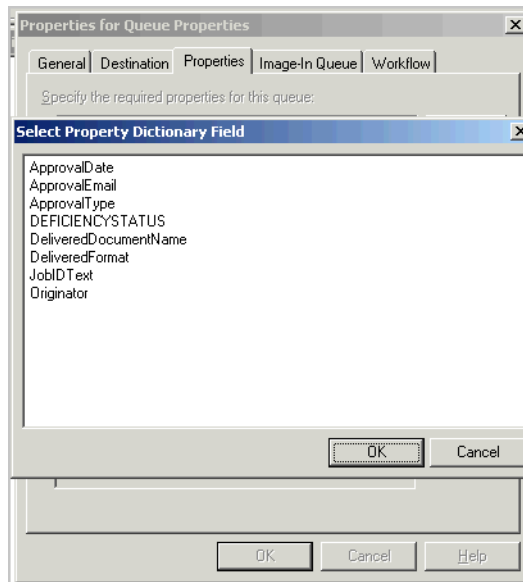 Properties for Queue Properties
General Destination Properties Image-In Queue Workflow
Specify the required properties for this queue:
Select Property Dictionary Field
ApprovalDate
ApprovalEmail
ApprovalType
DEFICIENCYSTATUS
DeliveredDocumentName
DeliveredFormat
JobIDText
Originator
OK Cancel
OK Cancel Help